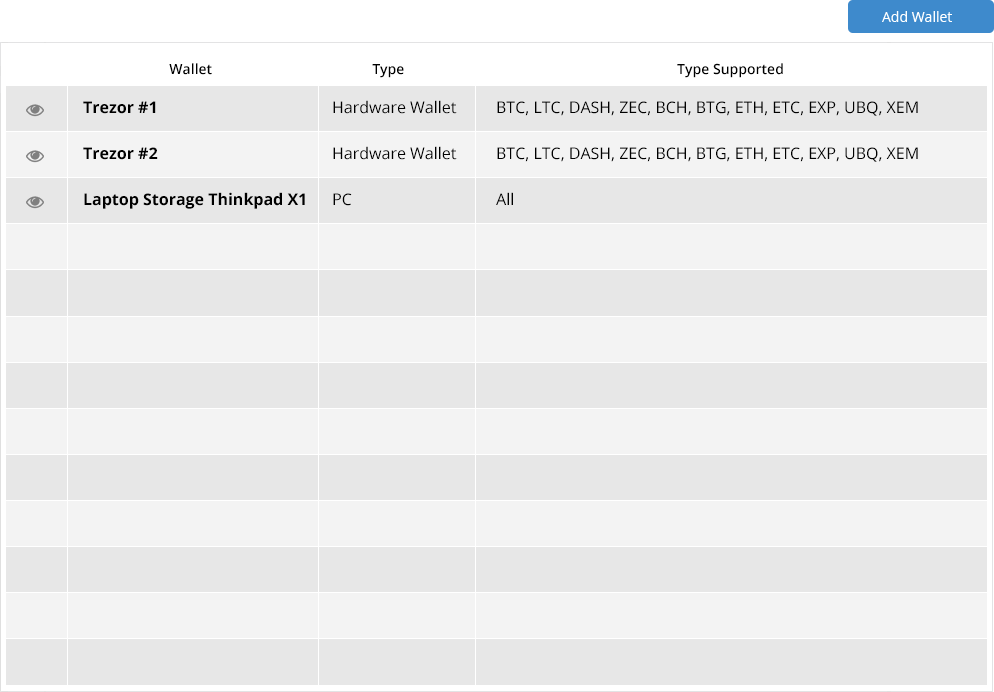 Add Wallet
Wallet Type Type Supported
Trezor #1 Hardware Wallet BTC, LTC, DASH, ZEC, BCH, BTG, ETH, ETC, EXP, UBQ, XEM
Trezor #2 Hardware Wallet BTC, LTC, DASH, ZEC, BCH, BTG, ETH, ETC, EXP, UBQ, XEM
Laptop Storage Thinkpad X1 PC All